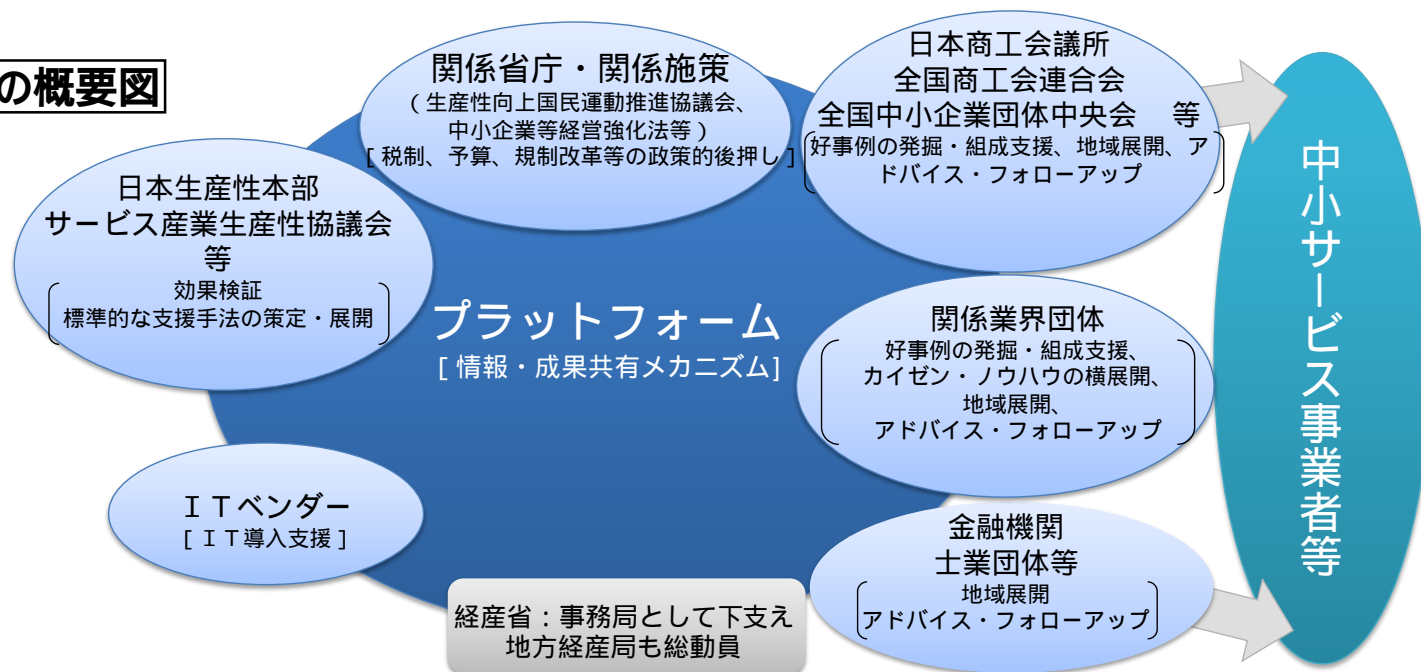 の概要図
関係省庁・関係施策
（生産性向上国民運動推進協議会、
中小企業等経営強化法等）
[ 税制、予算、規制改革等の政策的後押し ]
日本商工会議所
全国商工会連合会
全国中小企業団体中央会　等
好事例の発掘・組成支援、地域展開、ア
ドバイス・フォローアップ
日本生産性本部
サービス産業生産性協議会
等
効果検証
標準的な支援手法の策定・展開
プラットフォーム
[ 情報・成果共有メカニズム]
関係業界団体
好事例の発掘・組成支援、
カイゼン・ノウハウの横展開、
地域展開、
アドバイス・フォローアップ
ＩＴベンダー
[ ＩＴ導入支援 ]
金融機関
士業団体等
地域展開
アドバイス・フォローアップ
経産省：事務局として下支え
地方経産局も総動員
中小サービス事業者等